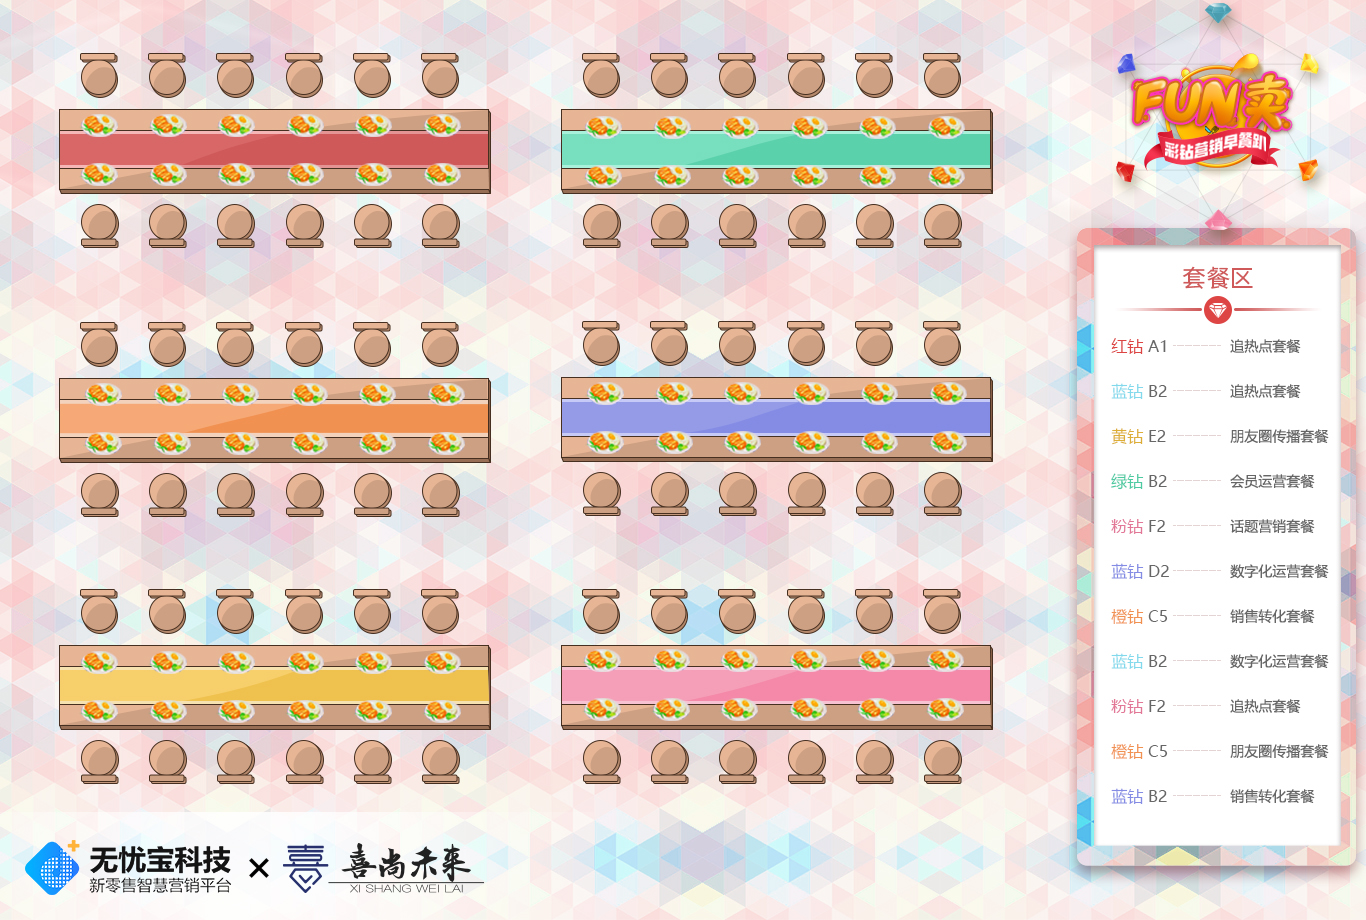 FUN卖
彩钻营销早餐趴
套餐区
红钻 A1 追热点套餐
蓝钻 B2 追热点套餐
黄钻 E2 朋友圈传播套餐
绿钻 B2 会员运营套餐
粉钻 F2 话题营销套餐
蓝钻 D2 数字化运营套餐
橙钻 C5 销售转化套餐
蓝钻 B2 数字化运营套餐
粉钻 F2 追热点套餐
橙钻 C5 朋友圈传播套餐
蓝钻 B2 销售转化套餐
无忧宝科技
新零售智慧营销平台
×
喜尚未来
XI SHANG WEI LAI